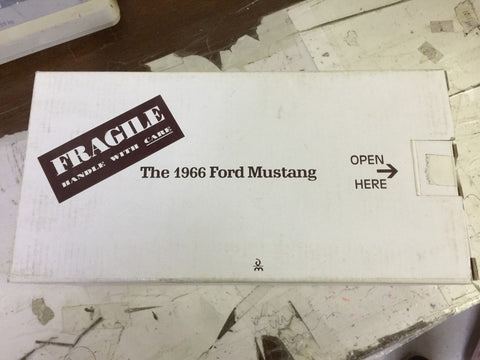 FRAGILE
HANDLE WITH CARE
The 1966 Ford Mustang
OPEN
HERE